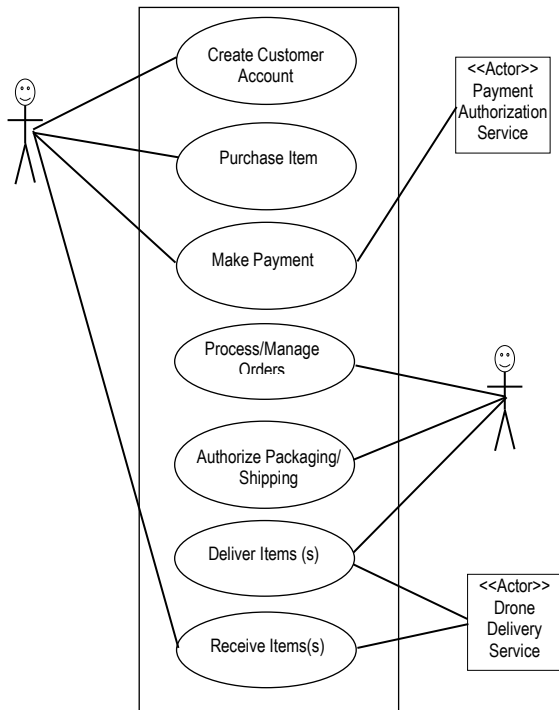 Create Customer
Account
<<Actor>>
Payment
Authorization
Service
Purchase Item
Make Payment
Process/Manage
Orders
Authorize Packaging/
Shipping
Deliver Items (s)
<<Actor>>
Drone
Delivery
Service
Receive Items(s)